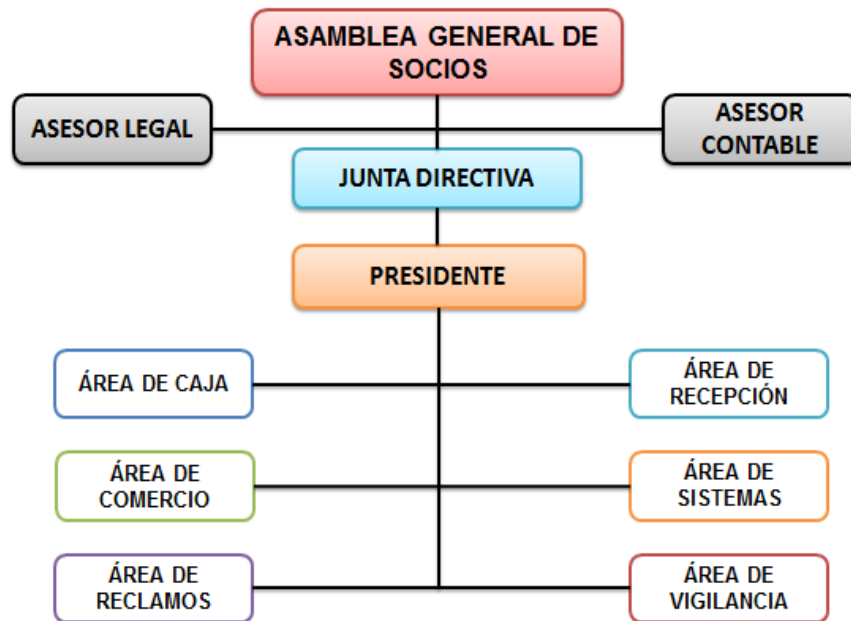 ASAMBLEA GENERAL DE
SOCIOS
ASESOR LEGAL
ASESOR
CONTABLE
JUNTA DIRECTIVA
PRESIDENTE
ÁREA DE CAJA
ÁREA DE
RECEPCIÓN
ÁREA DE
COMERCIO
ÁREA DE
SISTEMAS
ÁREA DE
RECLAMOS
ÁREA DE
VIGILANCIA